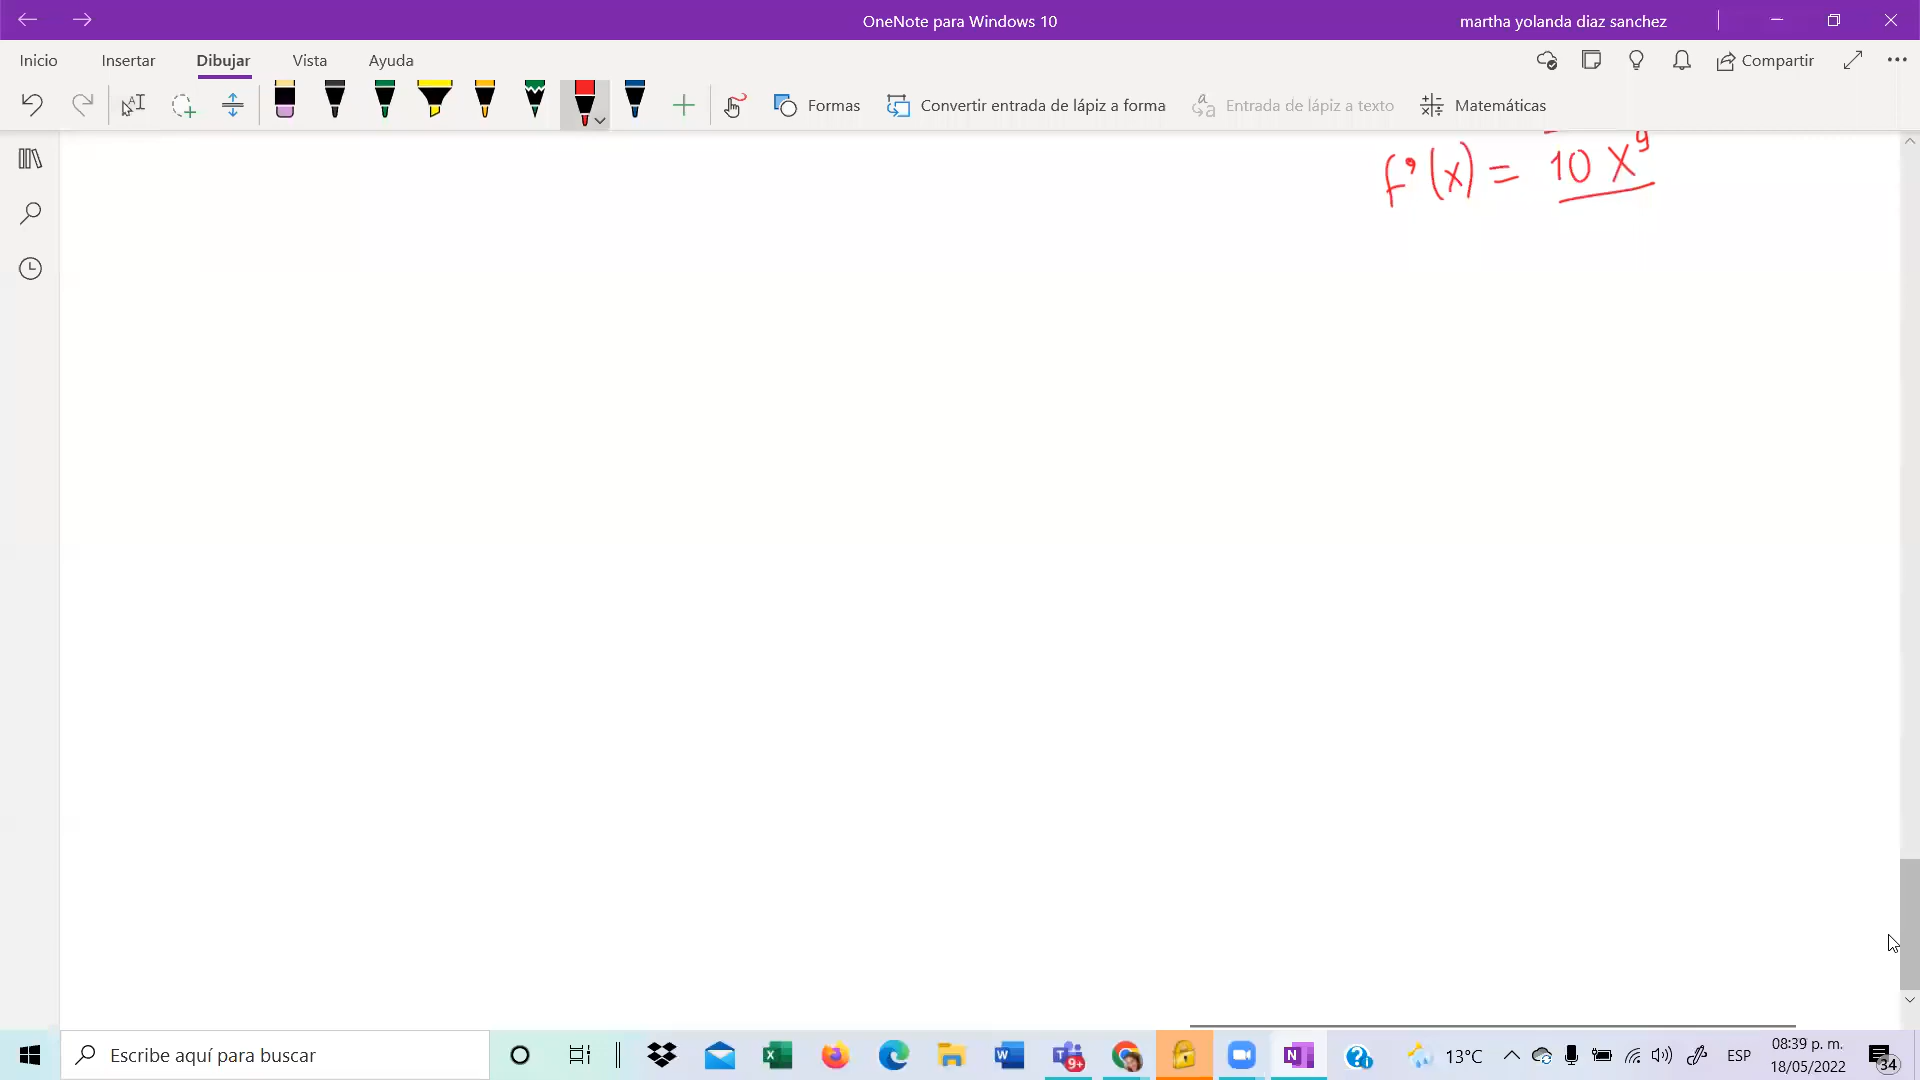 OneNote para Windows 10
martha yolanda diaz sanchez
Inicio Insertar Dibujar Vista Ayuda
Compartir
Formas Convertir entrada de lápiz a forma Entrada de lápiz a texto Matemáticas
f'(x) = 10 x⁹
Escribe aquí para buscar
9+
13°C
ESP
08:39 p. m.
18/05/2022
34